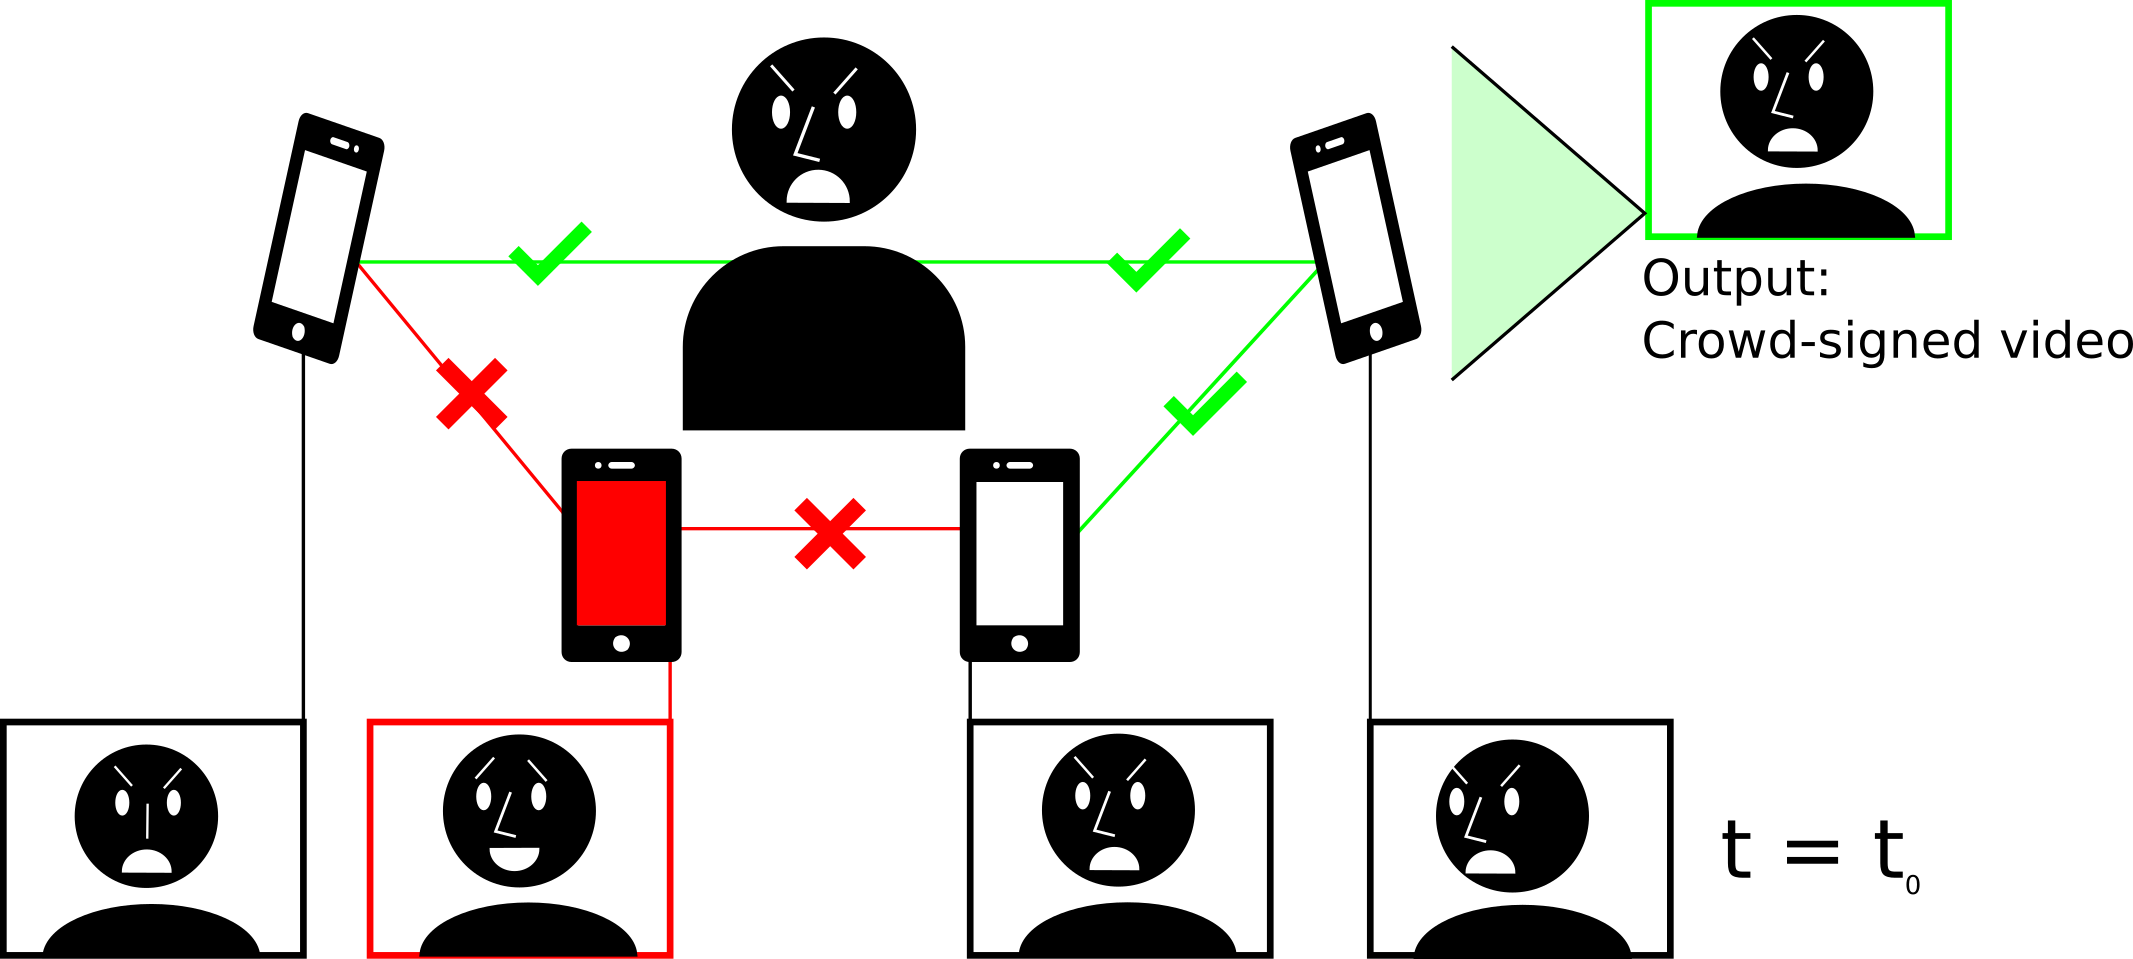 Output:
Crowd-signed video
t = t₀